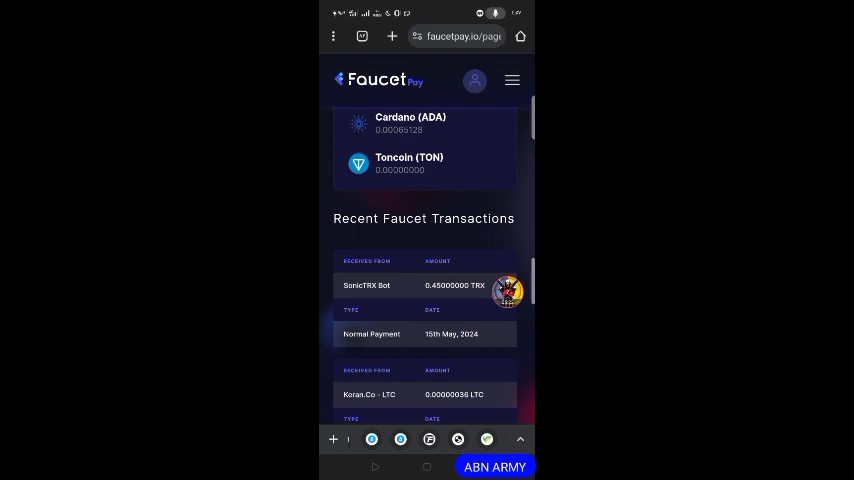 faucetpay.io/page
Faucet Pay
Cardano (ADA)
0.00065128
Toncoin (TON)
0.00000000
Recent Faucet Transactions
RECEIVED FROM AMOUNT
SonicTRX Bot 0.45000000 TRX
TYPE DATE
Normal Payment 15th May, 2024
RECEIVED FROM AMOUNT
Keran.Co - LTC 0.00000036 LTC
TYPE DATE
ABN ARMY